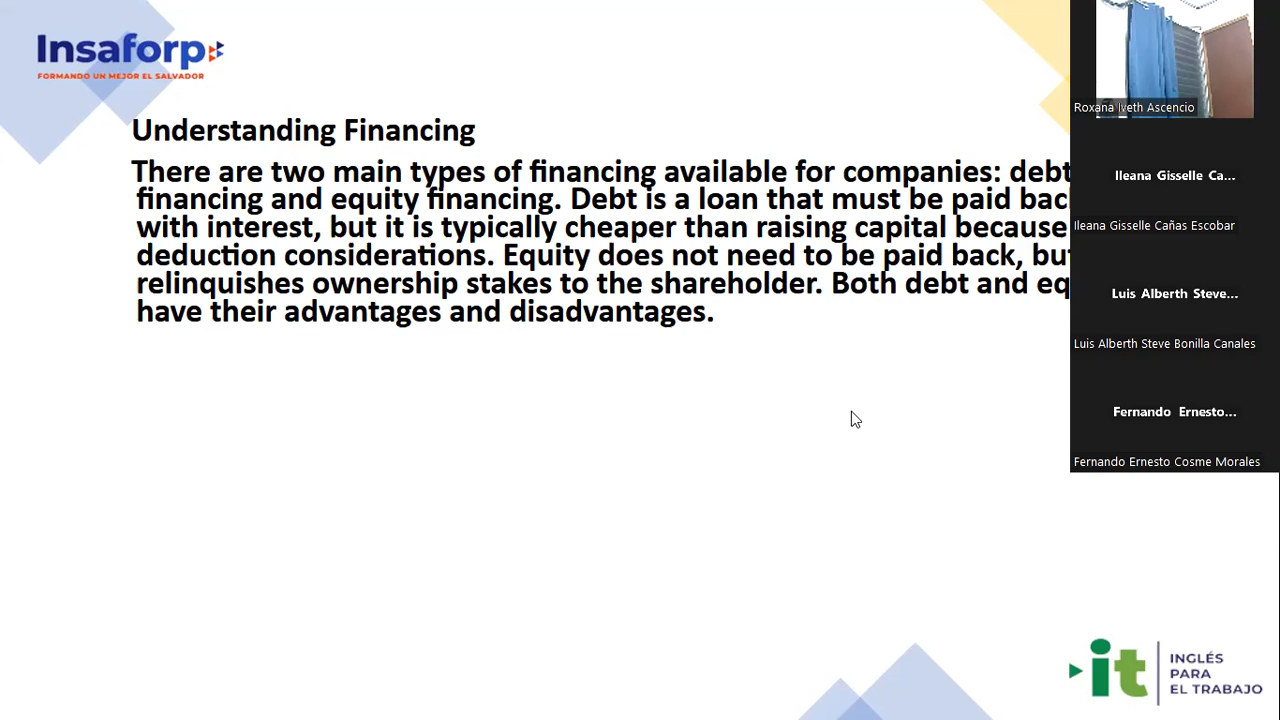 Insaforp
FORMANDO UN MEJOR EL SALVADOR
Understanding Financing
There are two main types of financing available for companies: debt
financing and equity financing. Debt is a loan that must be paid bac
with interest, but it is typically cheaper than raising capital because
deduction considerations. Equity does not need to be paid back, but
relinquishes ownership stakes to the shareholder. Both debt and eq
have their advantages and disadvantages.
Roxana Iveth Ascencio
Ileana Gisselle Ca...
Ileana Gisselle Cañas Escobar
Luis Alberth Steve...
Luis Alberth Steve Bonilla Canales
Fernando Ernesto...
Fernando Ernesto Cosme Morales
it
INGLÉS
PARA
EL TRABAJO